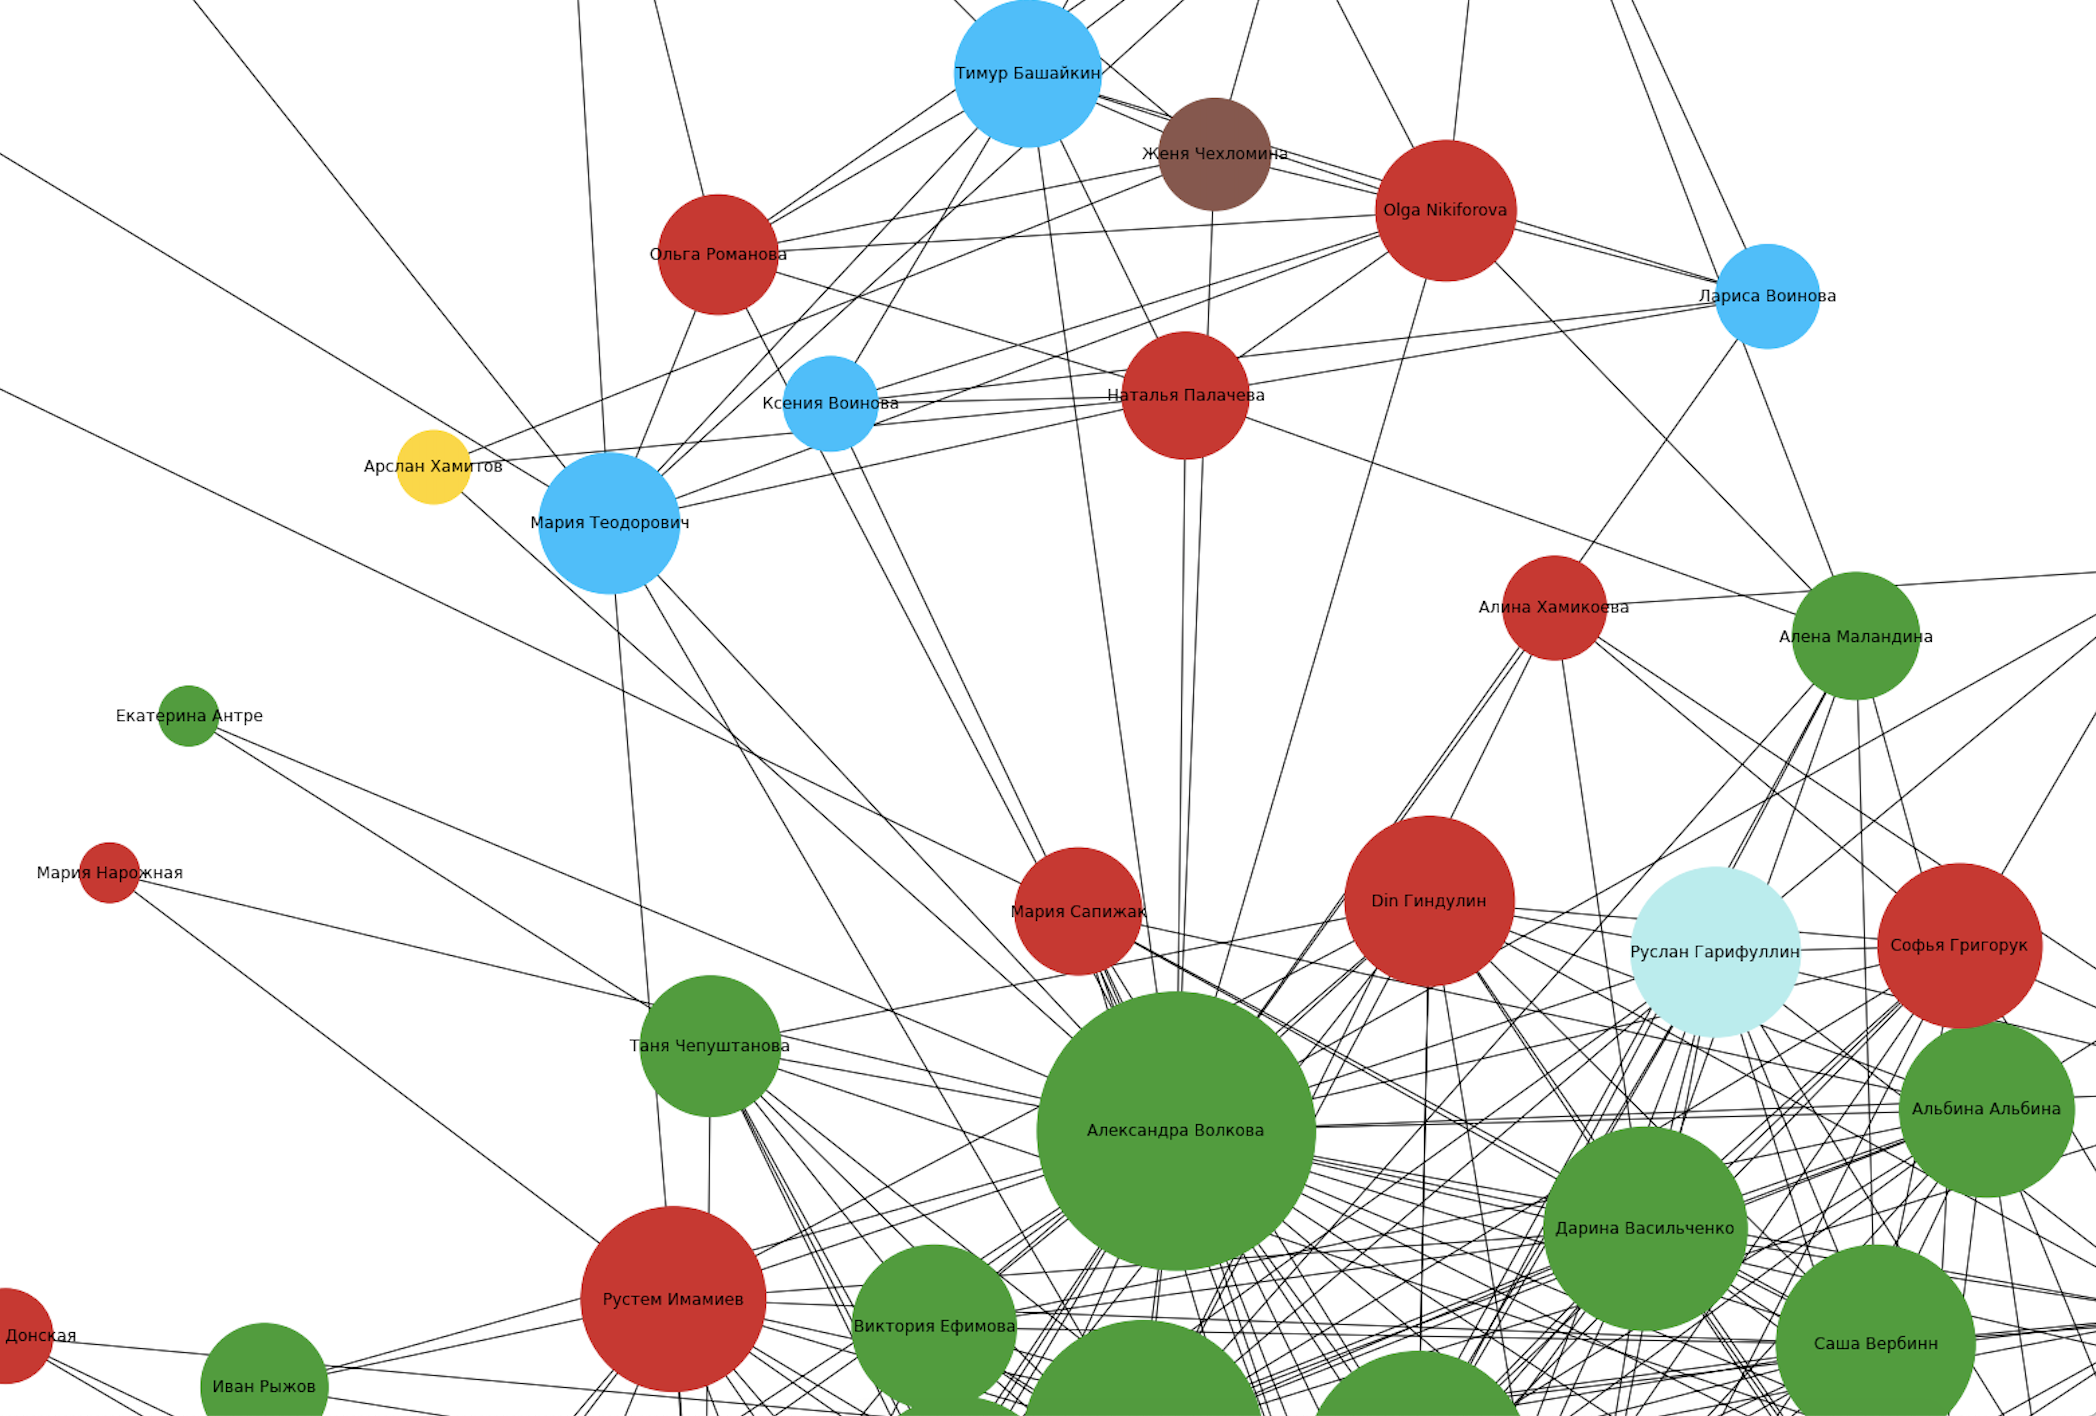 Тимур Башайкин
Женя Чехломина
Olga Nikiforova
Ольга Романова
Лариса Воинова
Наталья Палачева
Ксения Воинова
Арслан Хамитов
Мария Теодорович
Алина Хамикоева
Алена Маландина
Екатерина Антре
Мария Нарожная
Din Гиндулин
Мария Сапижак
Софья Григорук
Руслан Гарифуллин
Таня Чепуштанова
Альбина Альбина
Александра Волкова
Дарина Васильченко
Рустем Имамиев
Виктория Ефимова
Донская
Саша Вербинн
Иван Рыжов